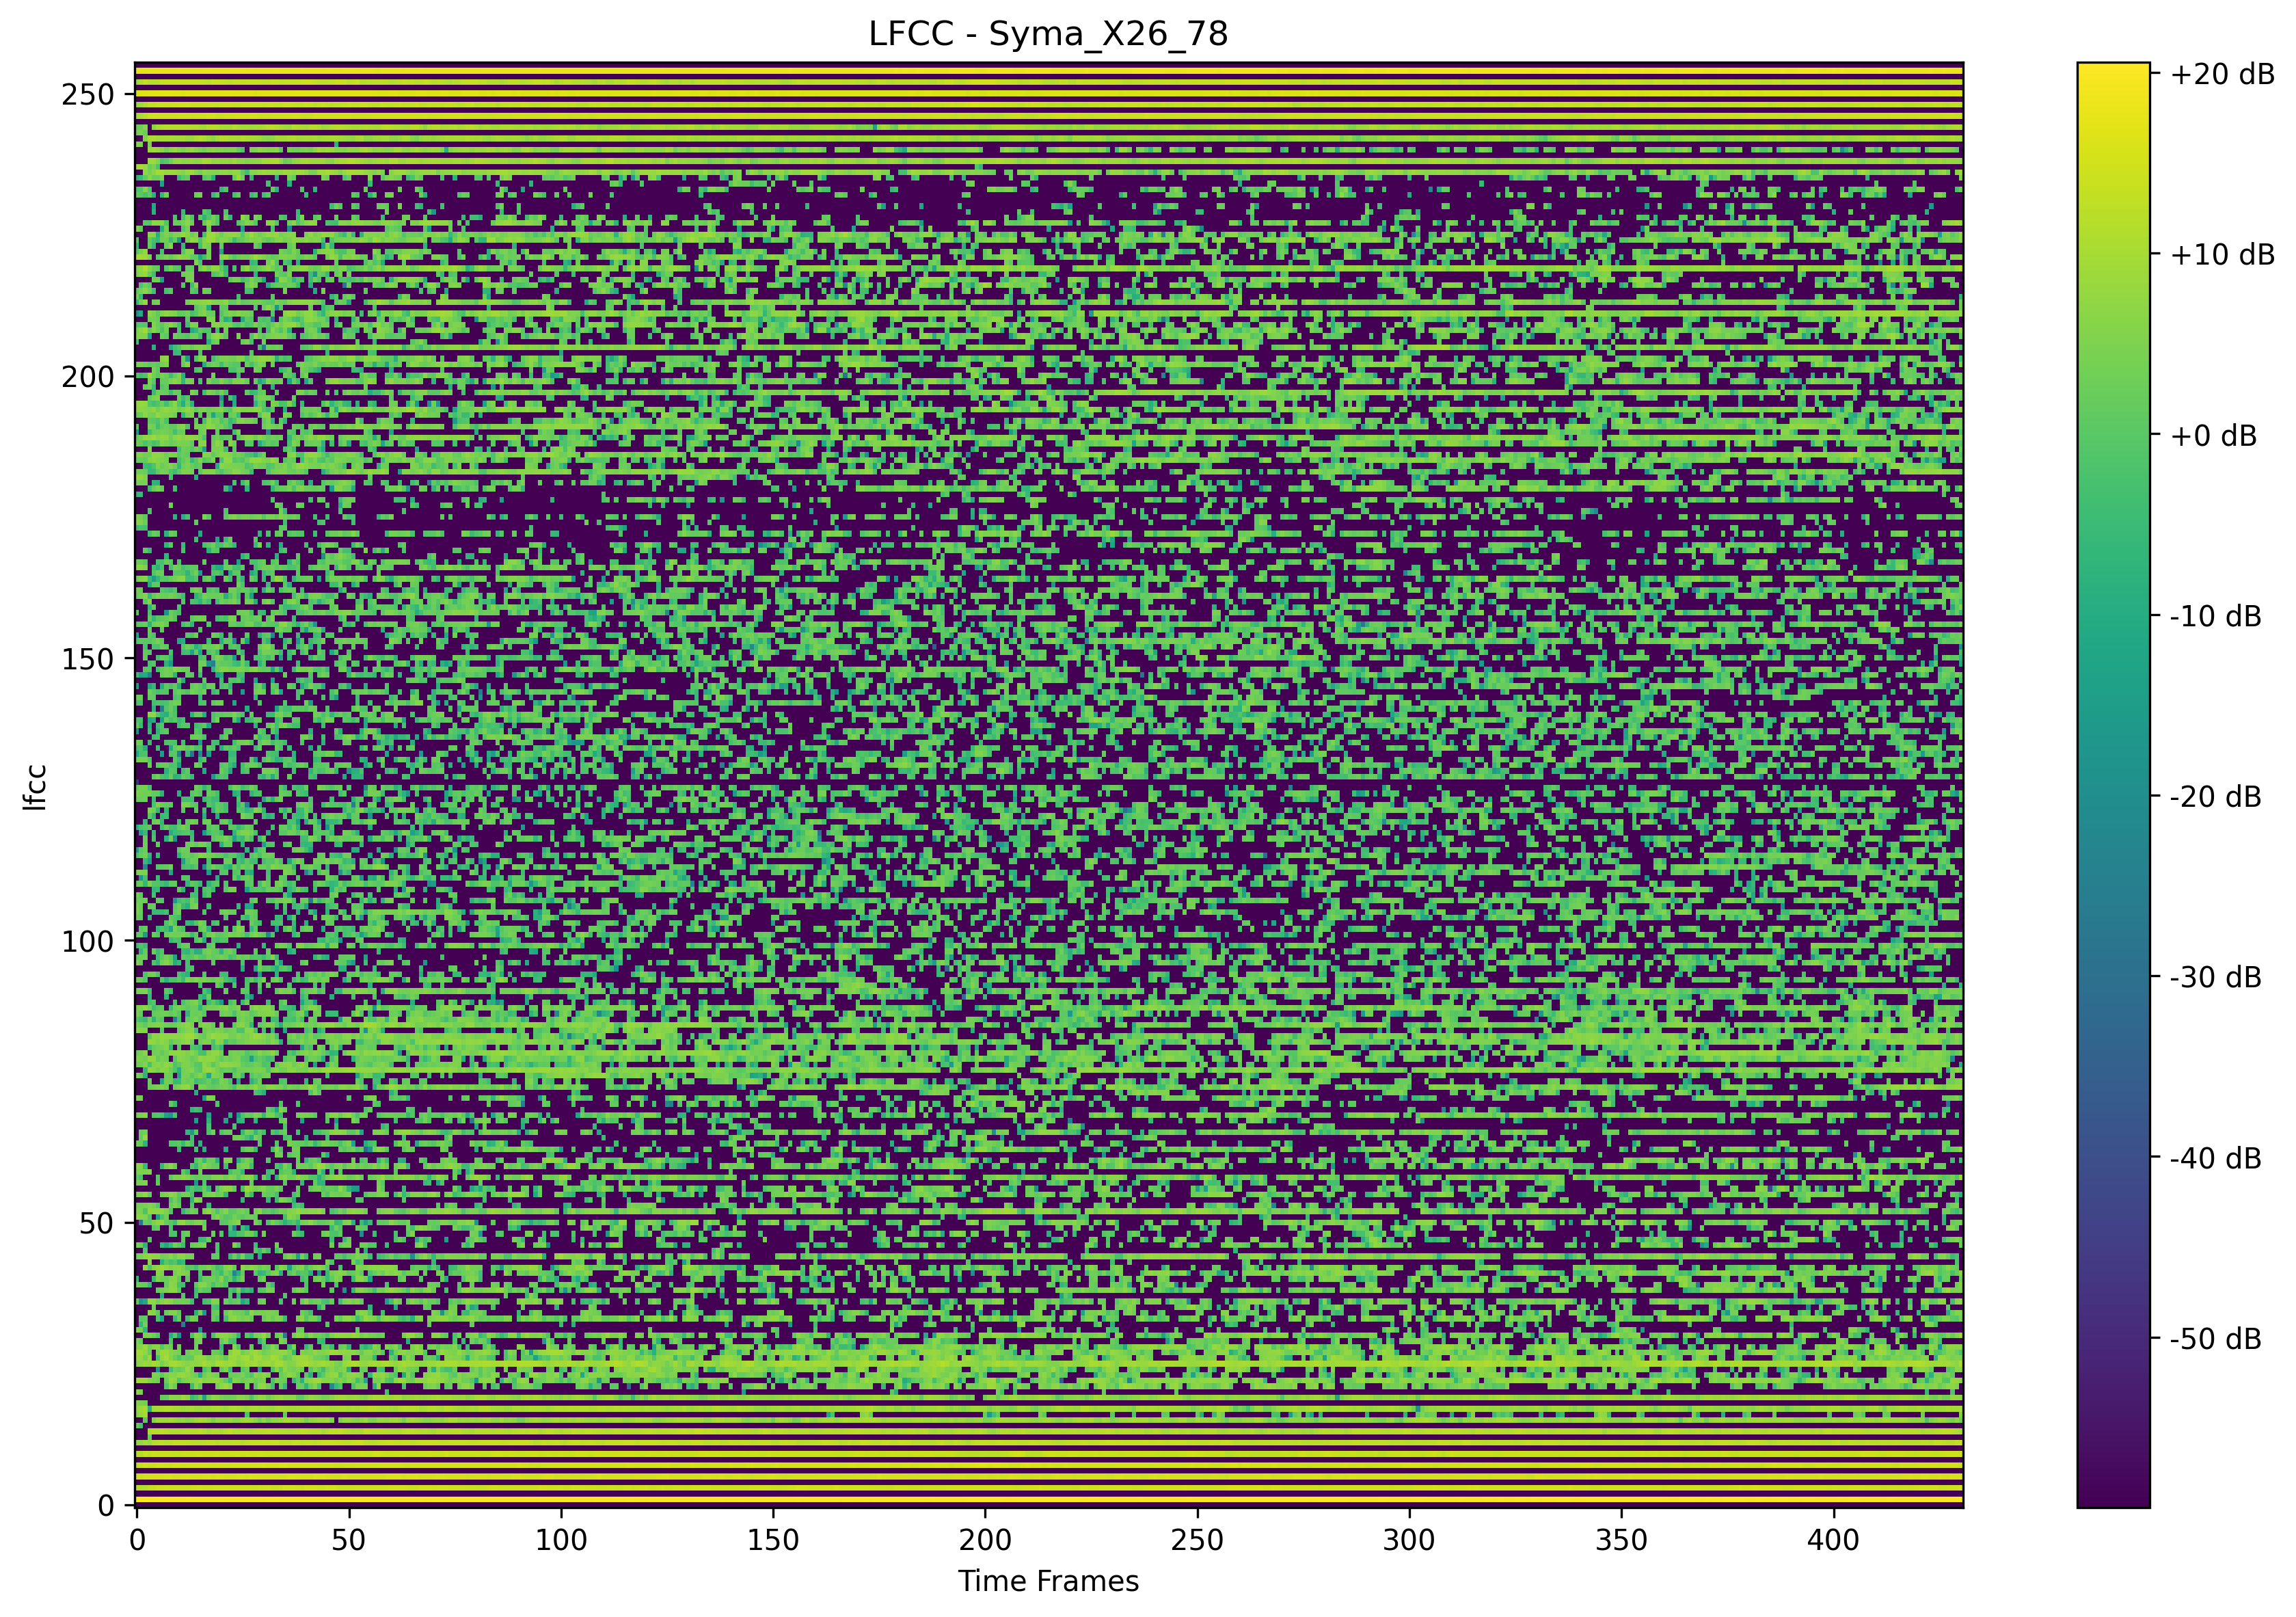 LFCC - Syma_X26_78
lfcc
250
200
150
100
50
0
0 50 100 150 200 250 300 350 400
Time Frames
+20 dB
+10 dB
+0 dB
-10 dB
-20 dB
-30 dB
-40 dB
-50 dB